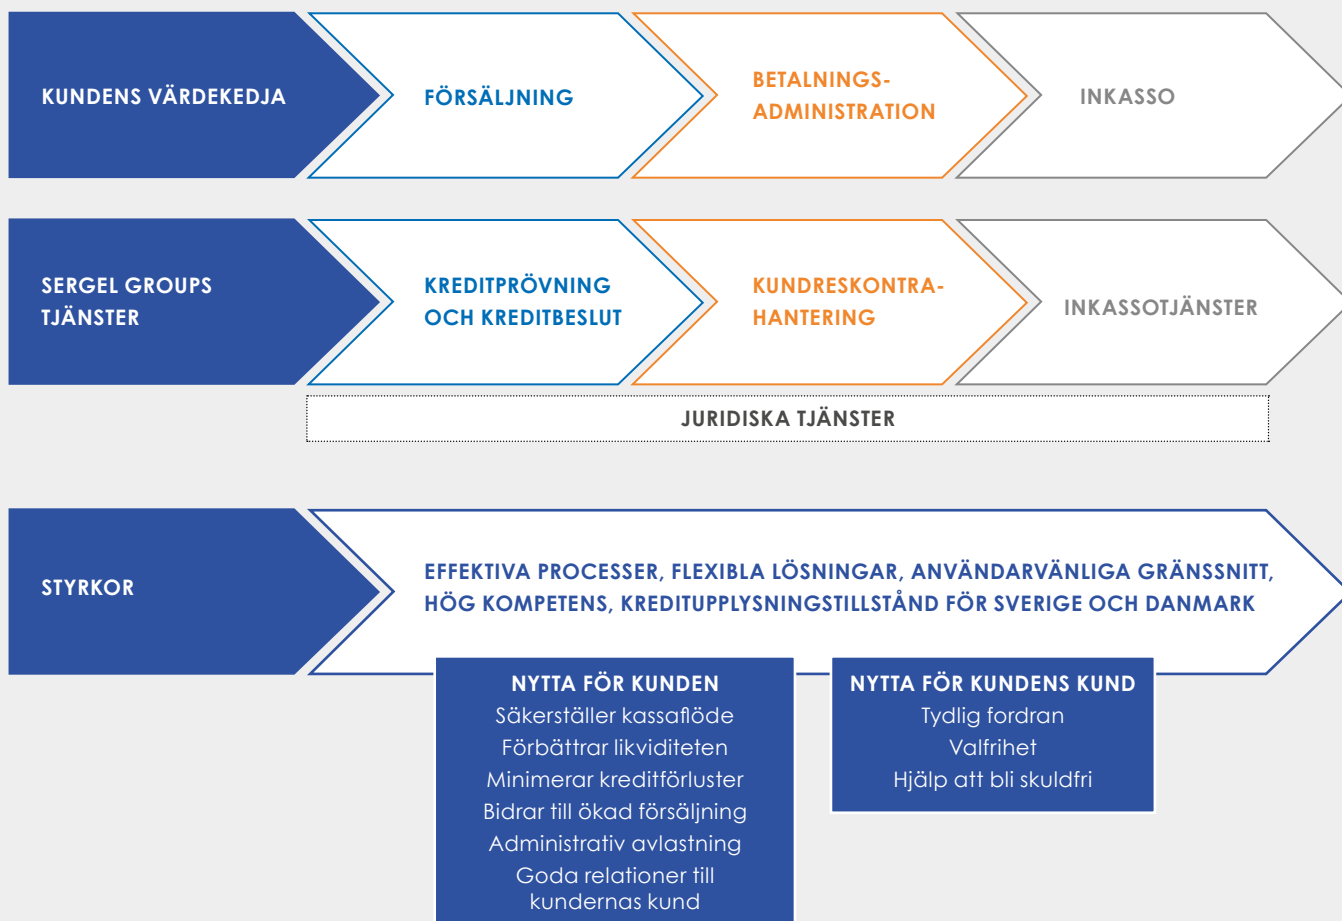 KUNDENS VÄRDEKEDJA
FÖRSÄLJNING
BETALNINGS-
ADMINISTRATION
INKASSO
SERGEL GROUPS
TJÄNSTER
KREDITPRÖVNING
OCH KREDITBESLUT
KUNDRESKONTRA-
HANTERING
INKASSOTJÄNSTER
JURIDISKA TJÄNSTER
STYRKOR
EFFEKTIVA PROCESSER, FLEXIBLA LÖSNINGAR, ANVÄNDARVÄNLIGA GRÄNSSNITT,
HÖG KOMPETENS, KREDITUPPLYSNINGSTILLSTÅND FÖR SVERIGE OCH DANMARK
NYTTA FÖR KUNDEN
Säkerställer kassaflöde
Förbättrar likviditeten
Minimerar kreditförluster
Bidrar till ökad försäljning
Administrativ avlastning
Goda relationer till
kundernas kund
NYTTA FÖR KUNDENS KUND
Tydlig fordran
Valfrihet
Hjälp att bli skuldfri